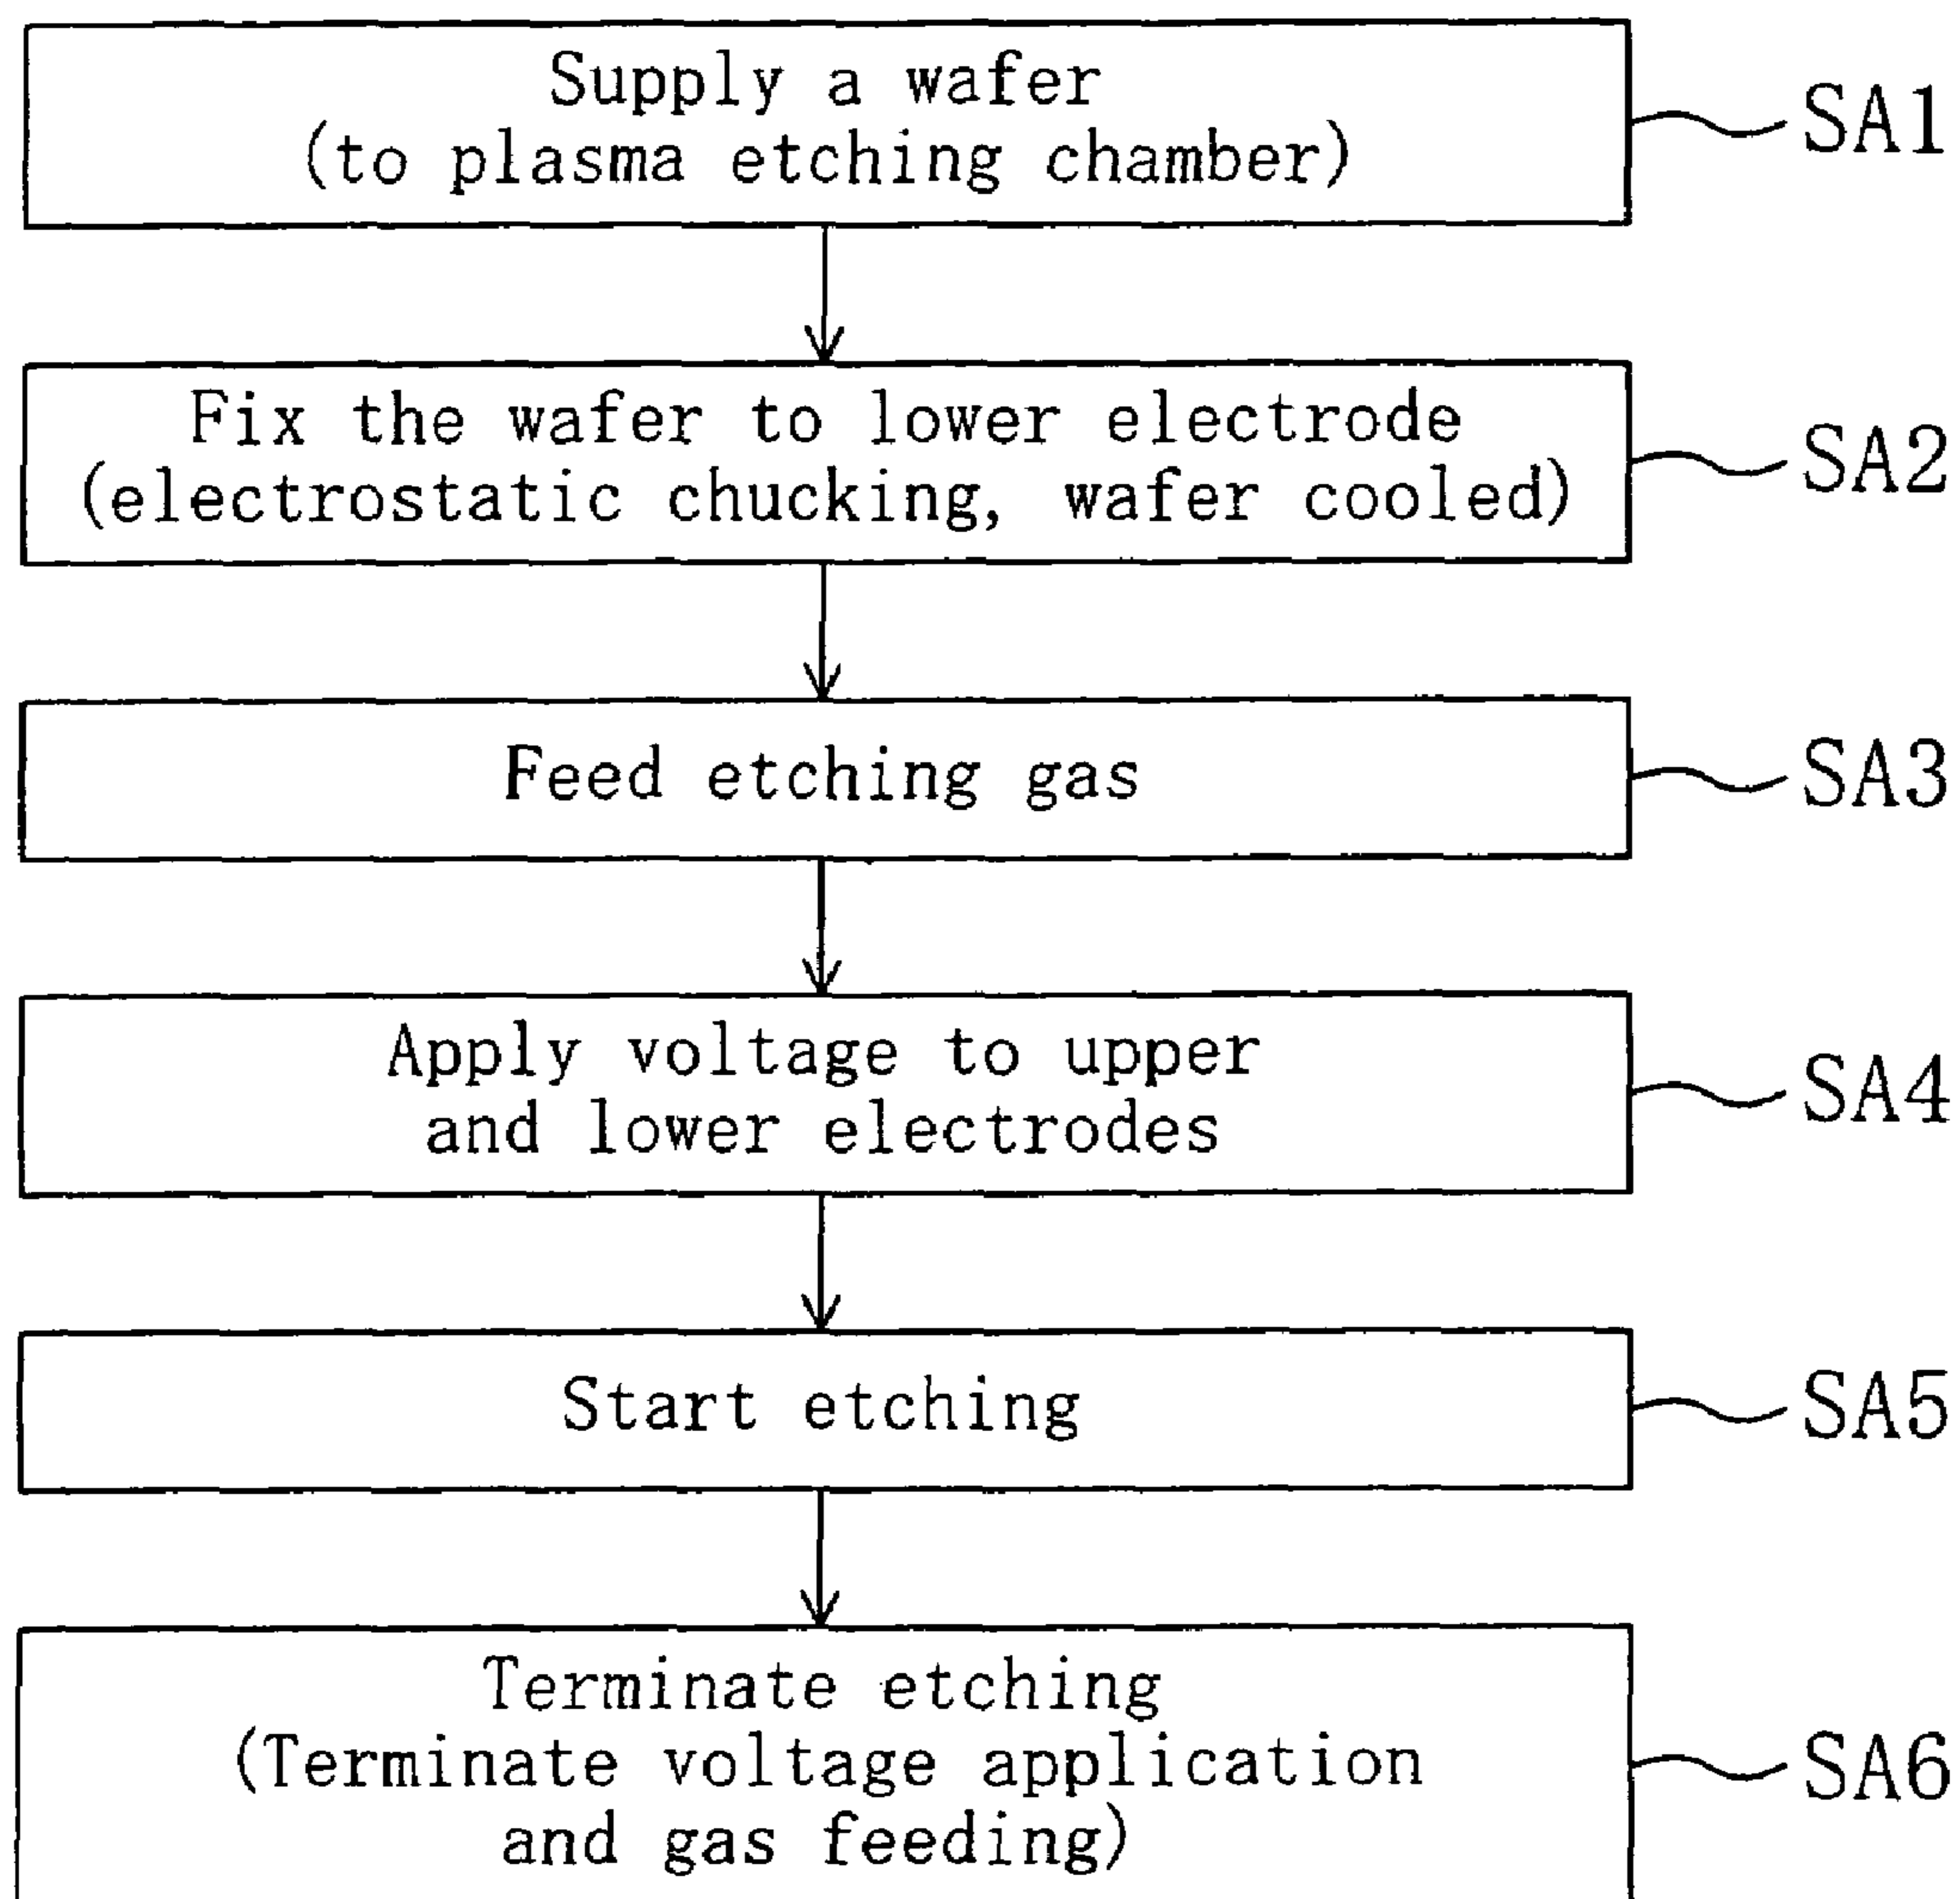 Supply a wafer
(to plasma etching chamber)
SA1
Fix the wafer to lower electrode
(electrostatic chucking, wafer cooled)
SA2
Feed etching gas
SA3
Apply voltage to upper
and lower electrodes
SA4
Start etching
SA5
Terminate etching
(Terminate voltage application
and gas feeding)
SA6